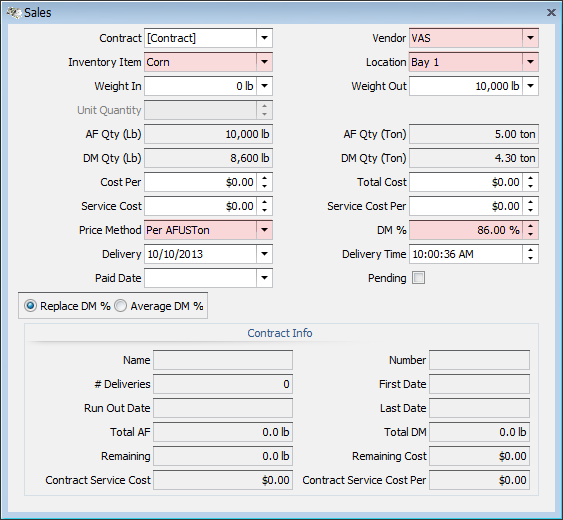 Sales
Contract [Contract] Vendor VAS
Inventory Item Corn Location Bay 1
Weight In 0 lb Weight Out 10,000 lb
Unit Quantity
AF Qty (Lb) 10,000 lb AF Qty (Ton) 5.00 ton
DM Qty (Lb) 8,600 lb DM Qty (Ton) 4.30 ton
Cost Per $0.00 Total Cost $0.00
Service Cost $0.00 Service Cost Per $0.00
Price Method Per AFUSTon DM % 86.00 %
Delivery 10/10/2013 Delivery Time 10:00:36 AM
Paid Date Pending
Replace DM % Average DM %
Contract Info
Name Number
# Deliveries 0 First Date
Run Out Date Last Date
Total AF 0.0 lb Total DM 0.0 lb
Remaining 0.0 lb Remaining Cost $0.00
Contract Service Cost $0.00 Contract Service Cost Per $0.00